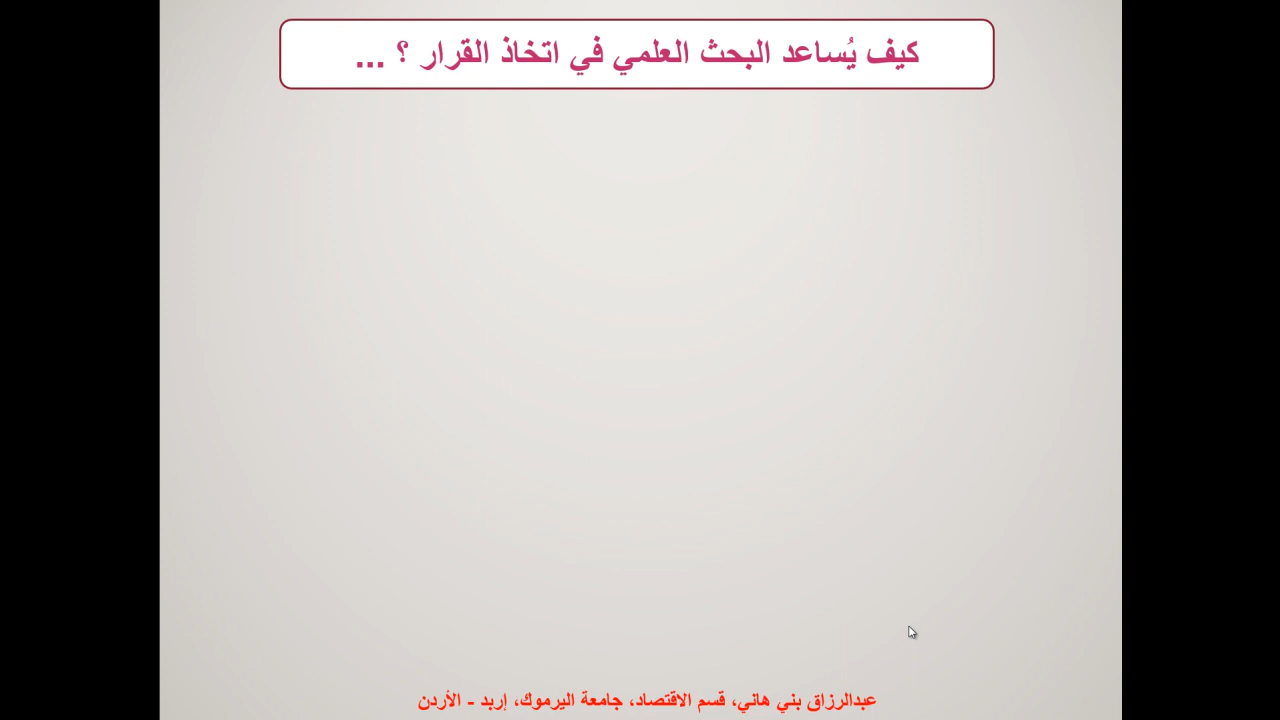 كيف يُساعد البحث العلمي في اتخاذ القرار ؟ ...
عبدالرزاق بني هاني، قسم الاقتصاد، جامعة اليرموك، إربد - الأردن